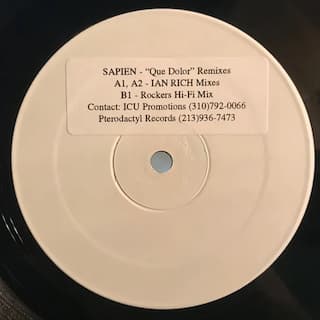 SAPIEN - "Que Dolor" Remixes
A1, A2 - IAN RICH Mixes
B1 - Rockers Hi-Fi Mix
Contact: ICU Promotions (310)792-0066
Pterodactyl Records (213)936-7473